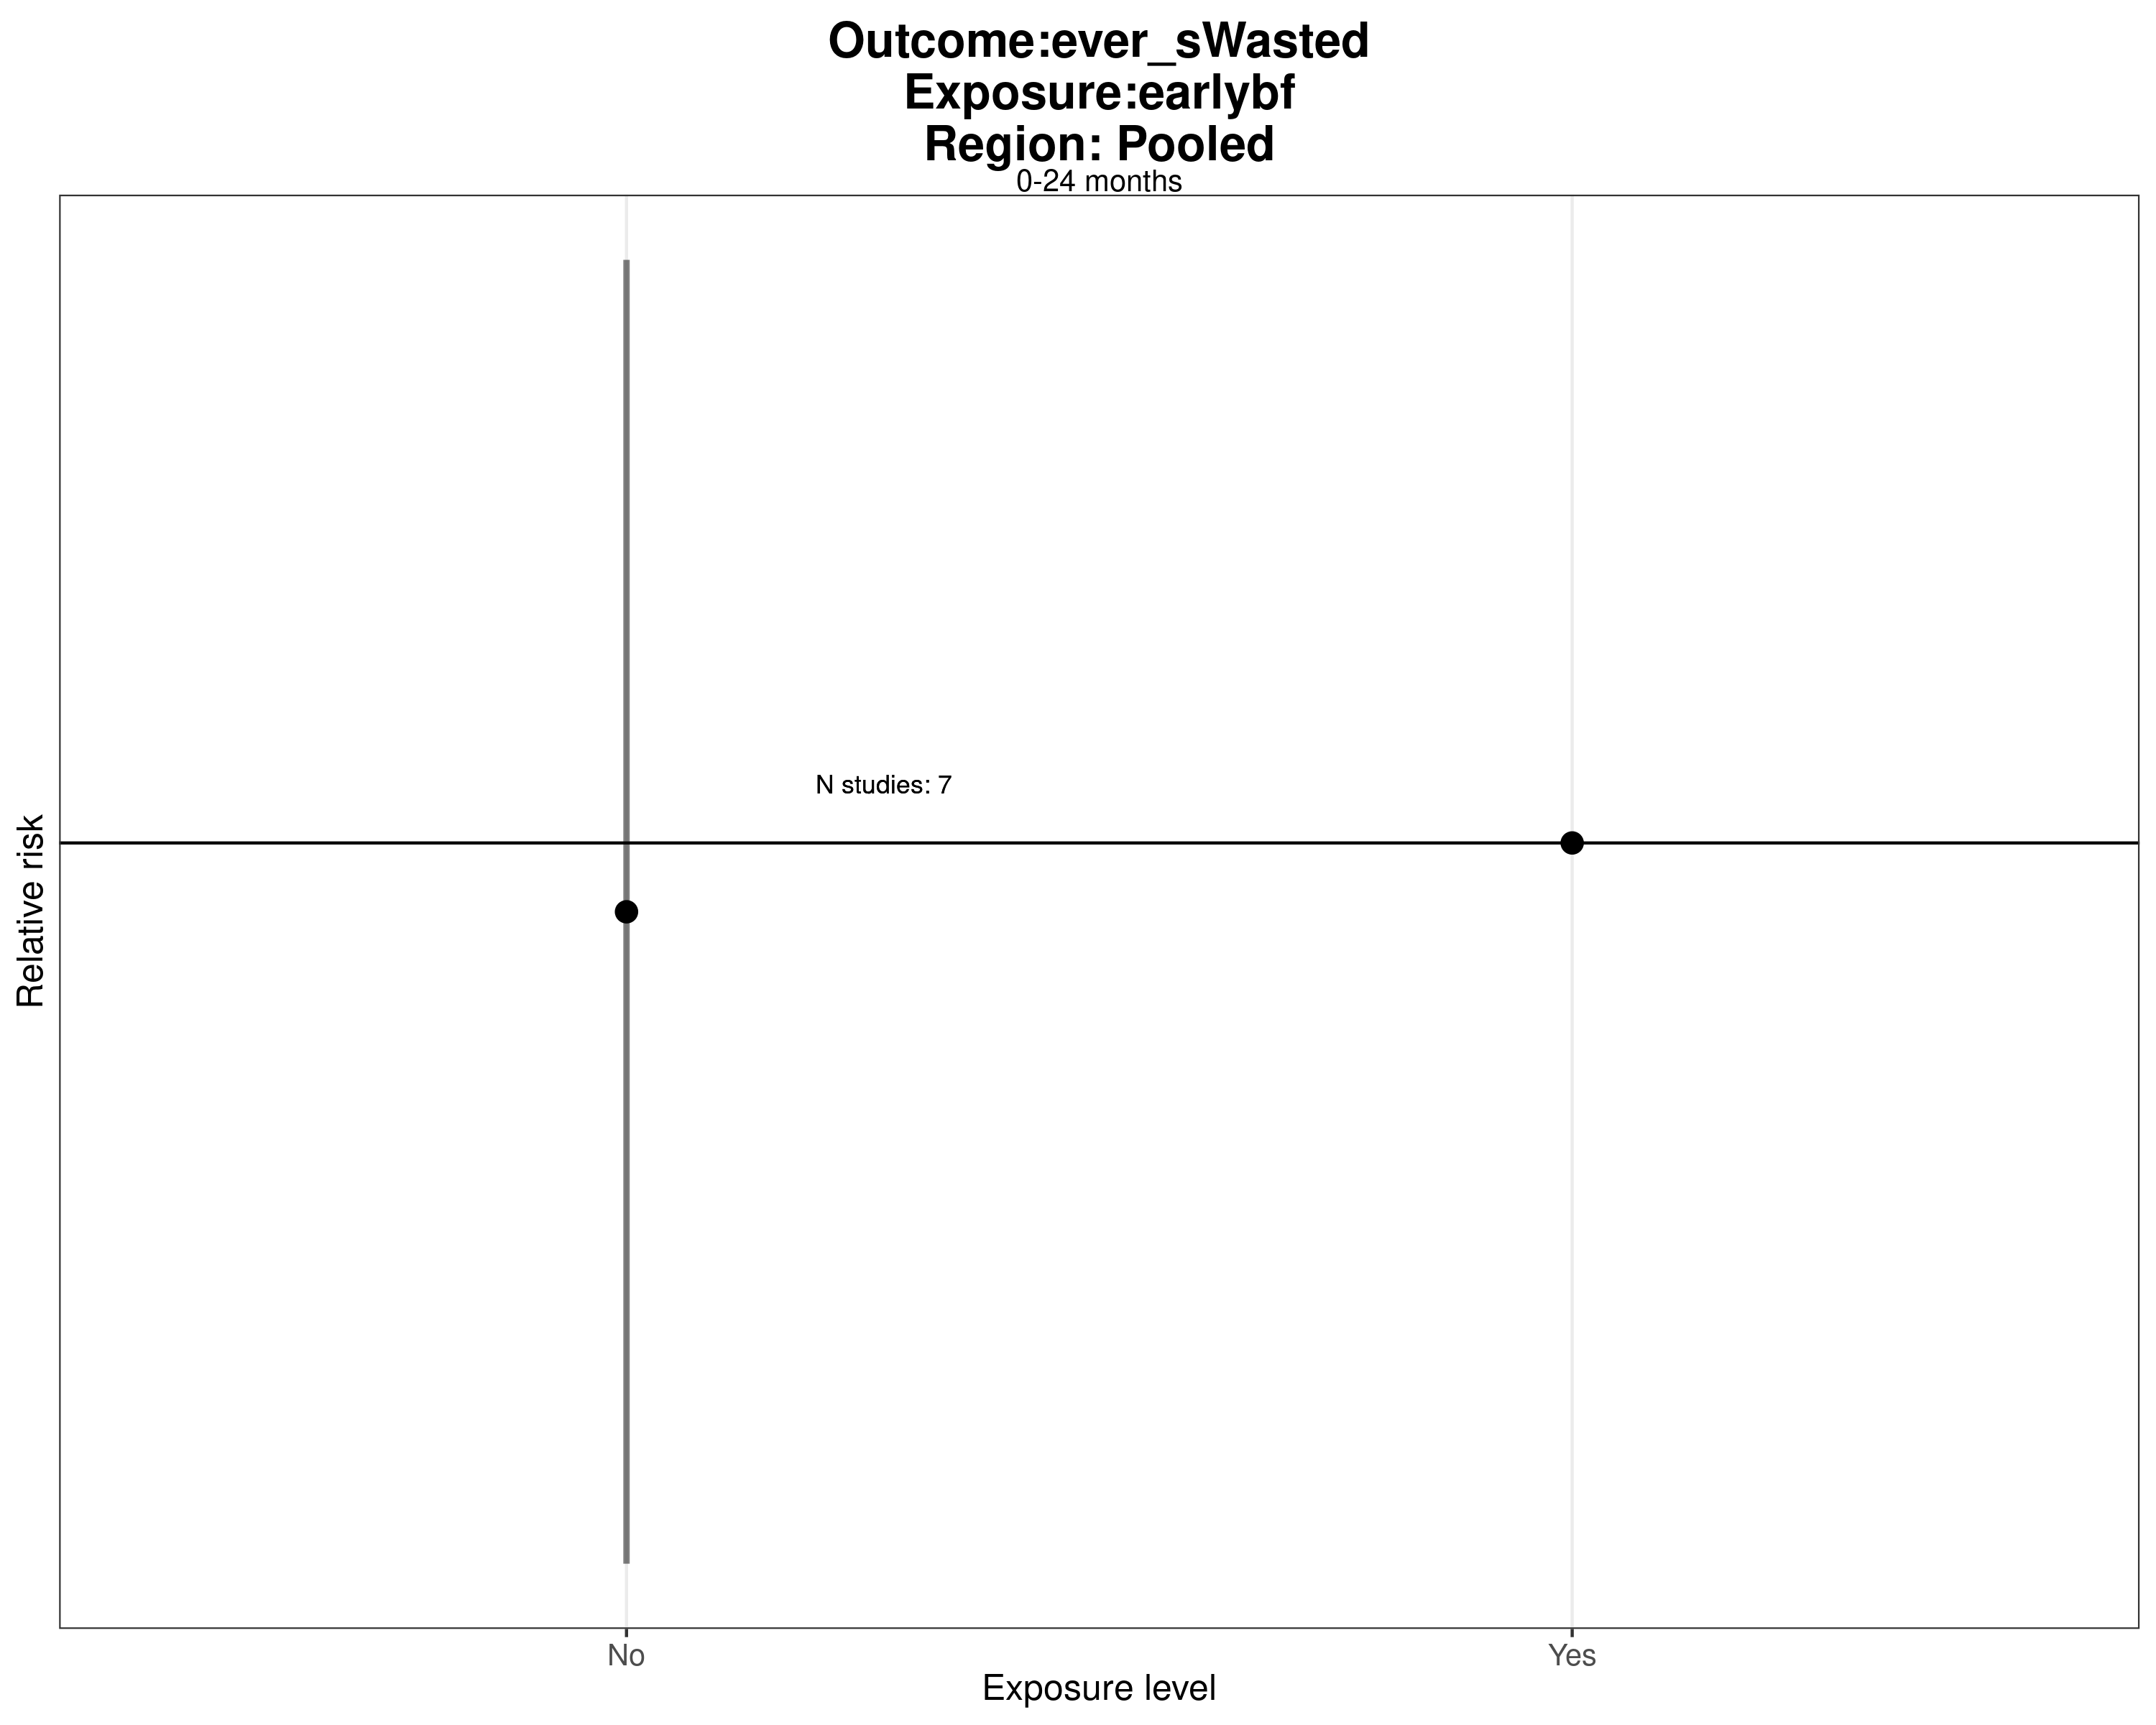 Outcome:ever_sWasted
Exposure:earlybf
Region: Pooled
0-24 months
N studies: 7
Relative risk
No
Yes
Exposure level